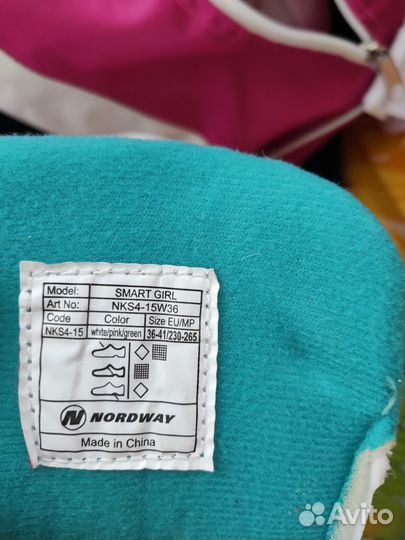 Model: SMART GIRL
Art No: NKS4-15W36
Code Color Size EU/MP
NKS4-15 white/pink/green 36-41/230-265
NORDWAY
Made in China
Avito